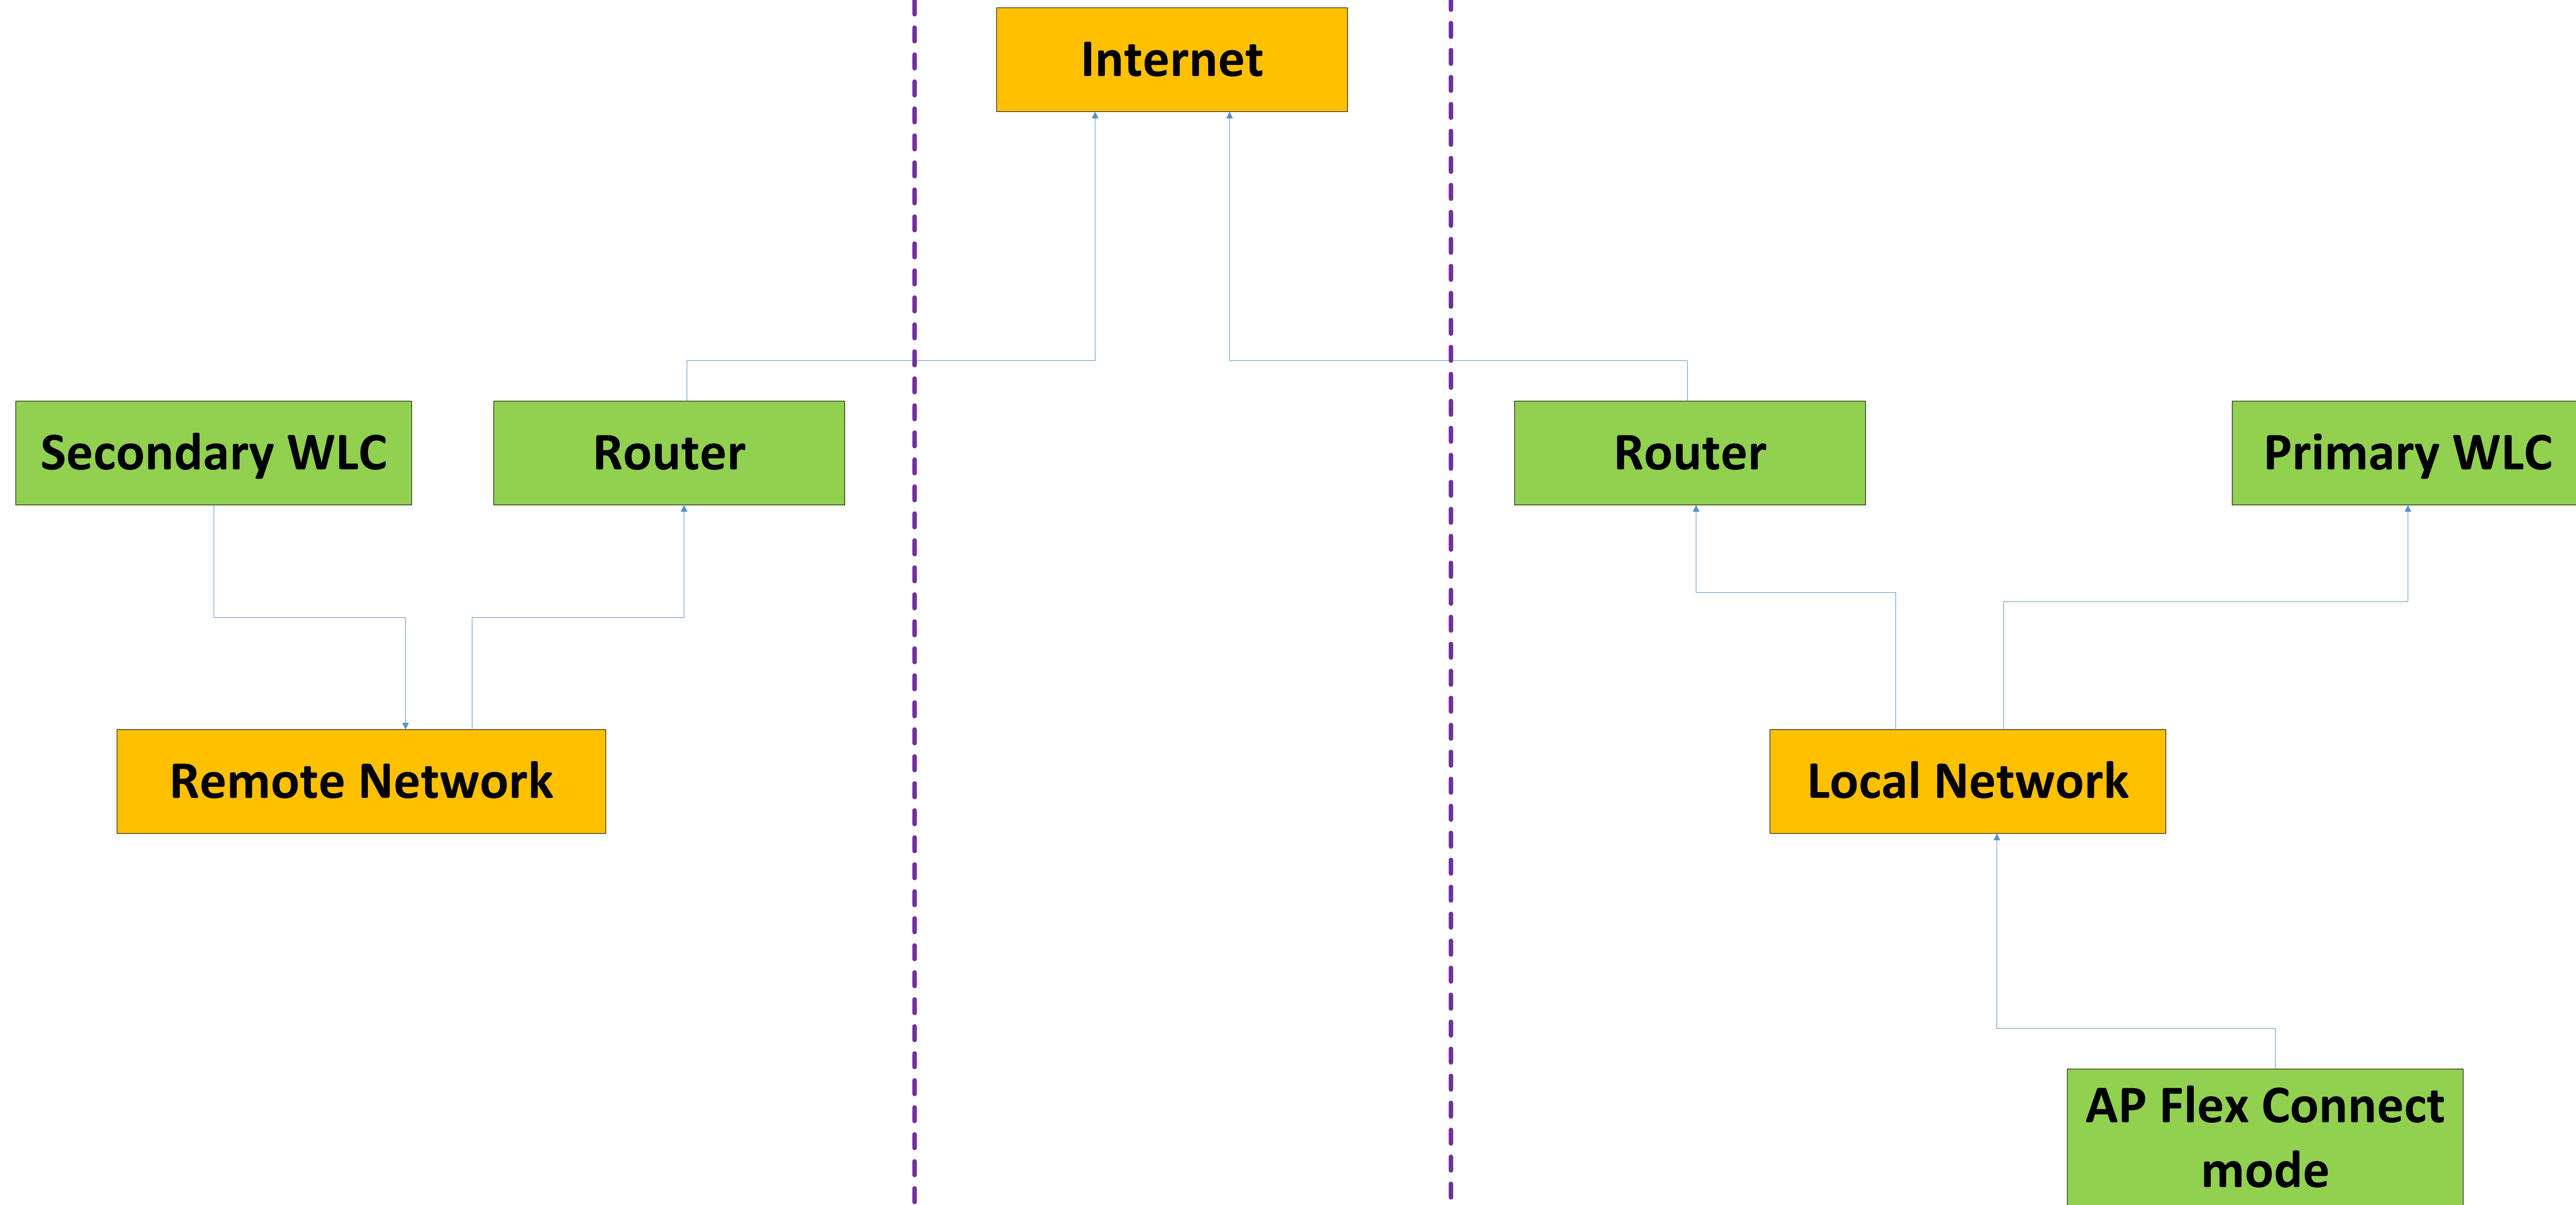 Internet
Secondary WLC
Router
Router
Primary WLC
Remote Network
Local Network
AP Flex Connect
mode